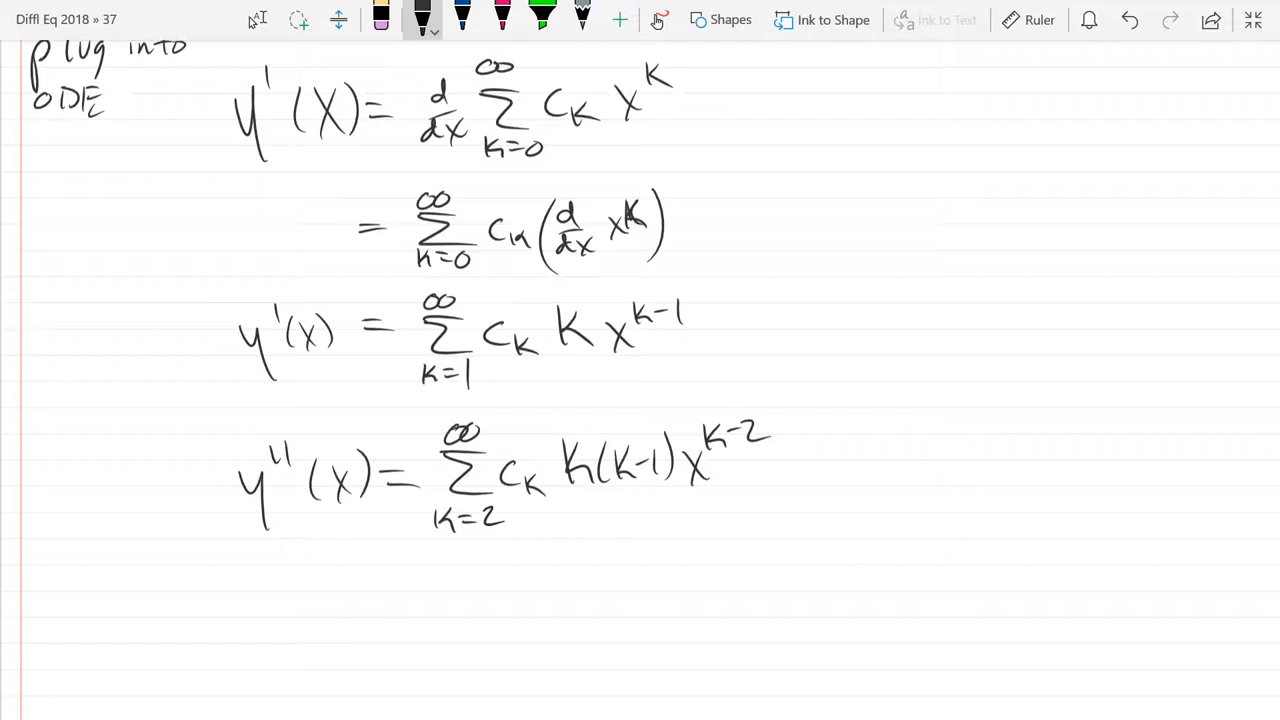 Diffl Eq 2018 » 37
Shapes
Ink to Shape
Ink to Text
Ruler
plug into
ODE
y'(x) = d/dx ∑_{k=0}^{∞} c_k x^k
= ∑_{k=0}^{∞} c_k (d/dx x^k)
y'(x) = ∑_{k=1}^{∞} c_k k x^{k-1}
y''(x) = ∑_{k=2}^{∞} c_k k(k-1) x^{k-2}